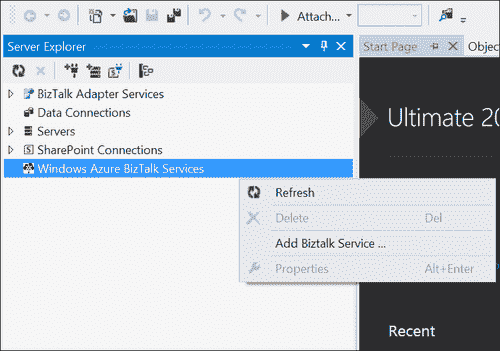 Attach...
Server Explorer
Start Page
Objec
BizTalk Adapter Services
Data Connections
Servers
SharePoint Connections
Windows Azure BizTalk Services
Ultimate 20
Refresh
Delete Del
Add Biztalk Service ...
Properties Alt+Enter
Recent